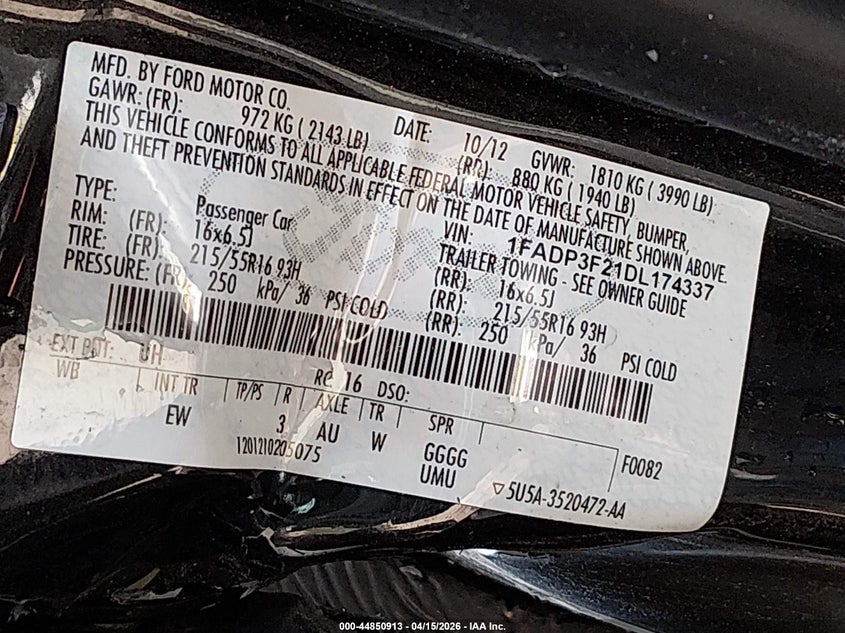 MFD. BY FORD MOTOR CO.
DATE: 10/12 GVWR: 1810 KG ( 3990 LB)
GAWR: (FR): 972 KG ( 2143 LB) (RR): 880 KG ( 1940 LB)
THIS VEHICLE CONFORMS TO ALL APPLICABLE FEDERAL MOTOR VEHICLE SAFETY, BUMPER,
AND THEFT PREVENTION STANDARDS IN EFFECT ON THE DATE OF MANUFACTURE SHOWN ABOVE.
VIN: 1FADP3F21DL174337
TYPE: Passenger Car TRAILER TOWING - SEE OWNER GUIDE
RIM: (FR): 16x6.5J (RR): 16x6.5J
TIRE: (FR): 215/55R16 93H (RR): 215/55R16 93H
PRESSURE: (FR): 250 kPa/ 36 PSI COLD (RR): 250 kPa/ 36 PSI COLD
EXT PNT: UH RC: 16 DSO:
WB INT TR TP/PS R AXLE TR SPR
EW 3 AU W GGGG F0082
1201210205075 UMU
5U5A-3520472-AA
000-44850913 - 04/15/2026 - IAA Inc.